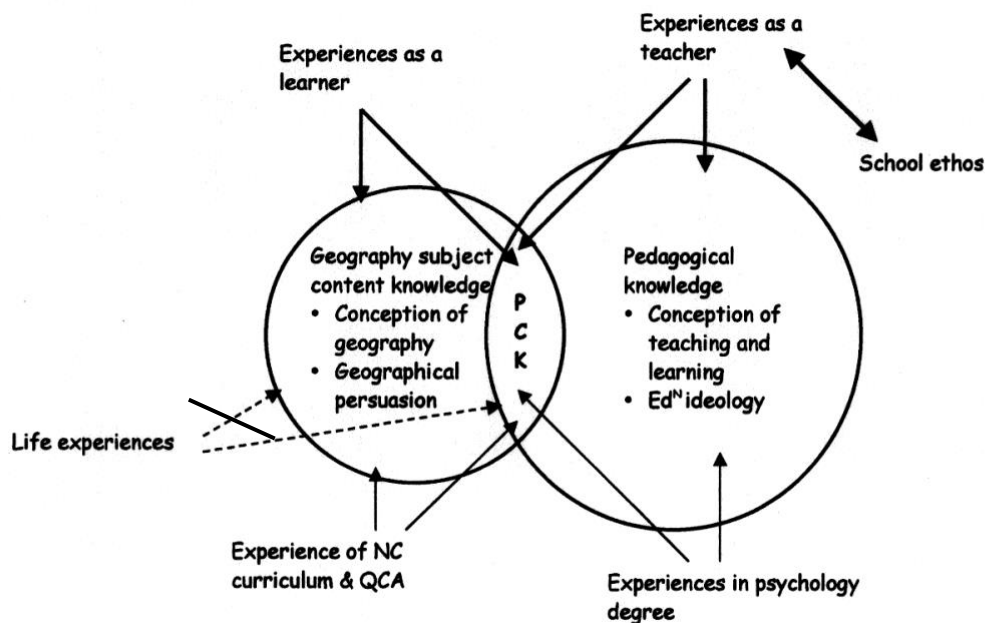 Experiences as a
learner
Experiences as a
teacher
School ethos
Geography subject
content knowledge
• Conception of
geography
• Geographical
persuasion
P
C
K
Pedagogical
knowledge
• Conception of
teaching and
learning
• Edᴺ ideology
Life experiences
Experience of NC
curriculum & QCA
Experiences in psychology
degree